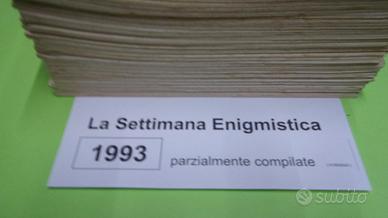 La Settimana Enigmistica
1993 parzialmente compilate
subito